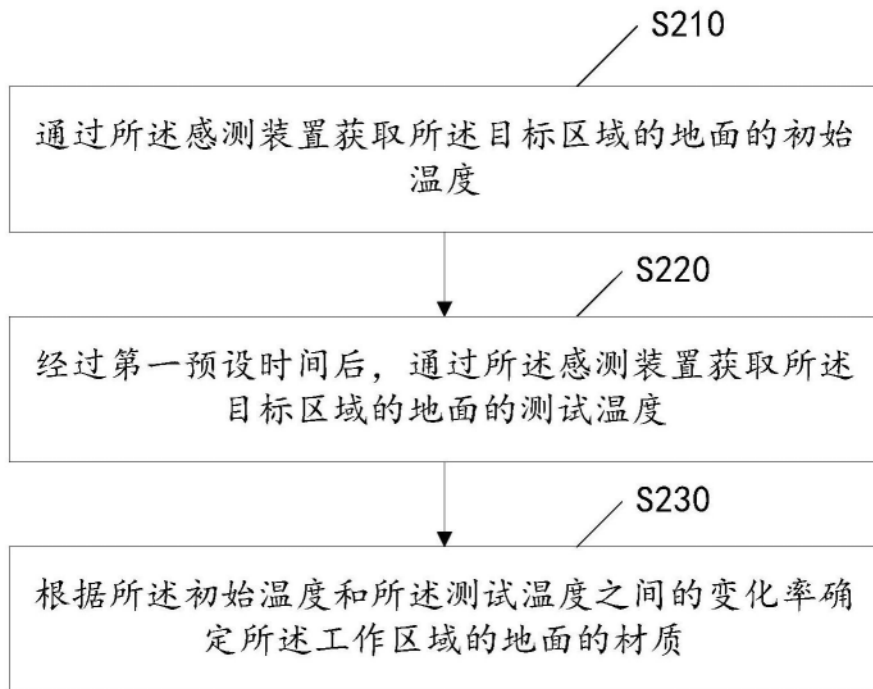 S210
通过所述感测装置获取所述目标区域的地面的初始
温度
S220
经过第一预设时间后，通过所述感测装置获取所述
目标区域的地面的测试温度
S230
根据所述初始温度和所述测试温度之间的变化率确
定所述工作区域的地面的材质